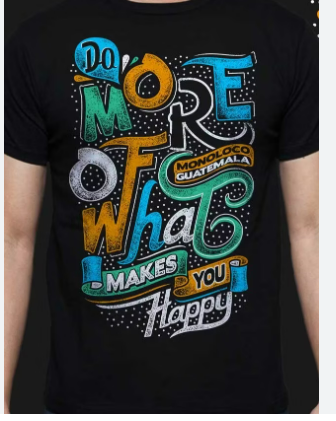 DO
MORE
OF
MONOLOCO
GUATEMALA
What
MAKES
YOU
Happy